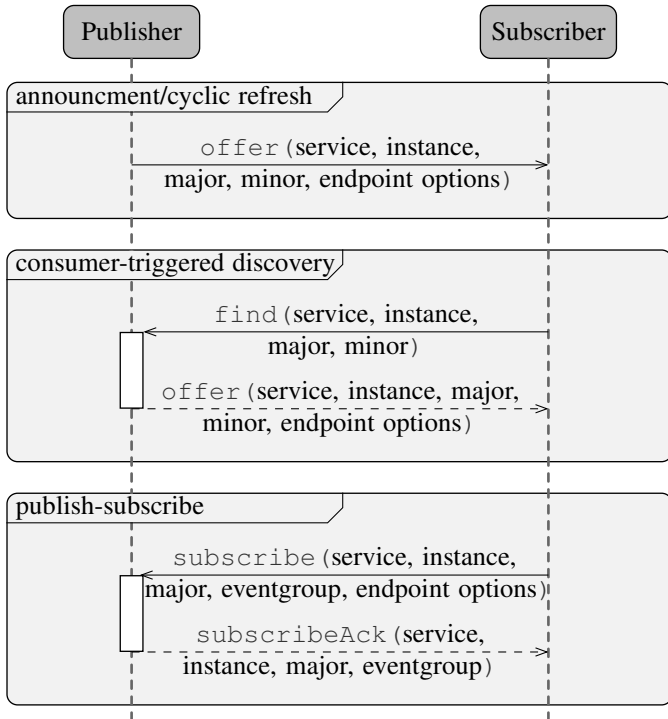 Publisher
Subscriber
announcment/cyclic refresh
offer(service, instance,
major, minor, endpoint options)
consumer-triggered discovery
find(service, instance,
major, minor)
offer(service, instance, major,
minor, endpoint options)
publish-subscribe
subscribe(service, instance,
major, eventgroup, endpoint options)
subscribeAck(service,
instance, major, eventgroup)